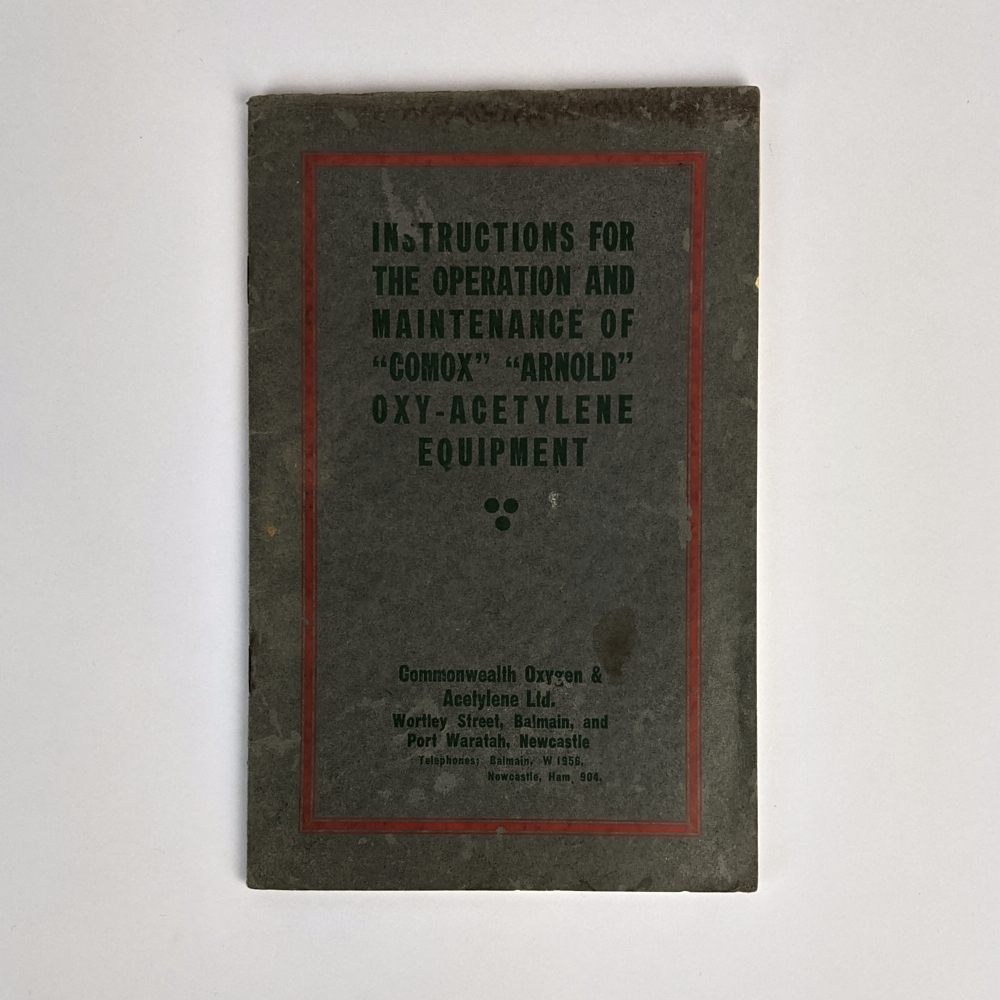 INSTRUCTIONS FOR
THE OPERATION AND
MAINTENANCE OF
“COMOX” “ARNOLD”
OXY-ACETYLENE
EQUIPMENT
Commonwealth Oxygen &
Acetylene Ltd.
Wortley Street, Balmain, and
Port Waratah, Newcastle
Telephones: Balmain, W 1956.
Newcastle, Ham. 904.